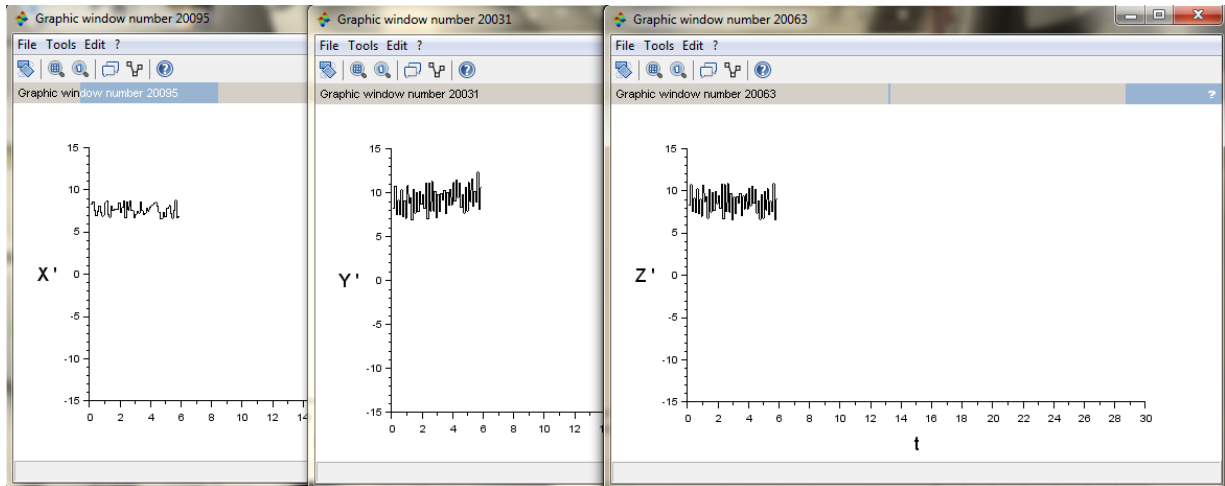 Graphic window number 20095
File Tools Edit ?
Graphic window number 20095
15
10
5
0
-5
-10
-15
X '
0 2 4 6 8 10 12 14
Graphic window number 20031
File Tools Edit ?
Graphic window number 20031
15
10
5
0
-5
-10
-15
Y '
0 2 4 6 8 10 12
Graphic window number 20063
File Tools Edit ?
Graphic window number 20063
?
15
10
5
0
-5
-10
-15
Z '
0 2 4 6 8 10 12 14 16 18 20 22 24 26 28 30
t